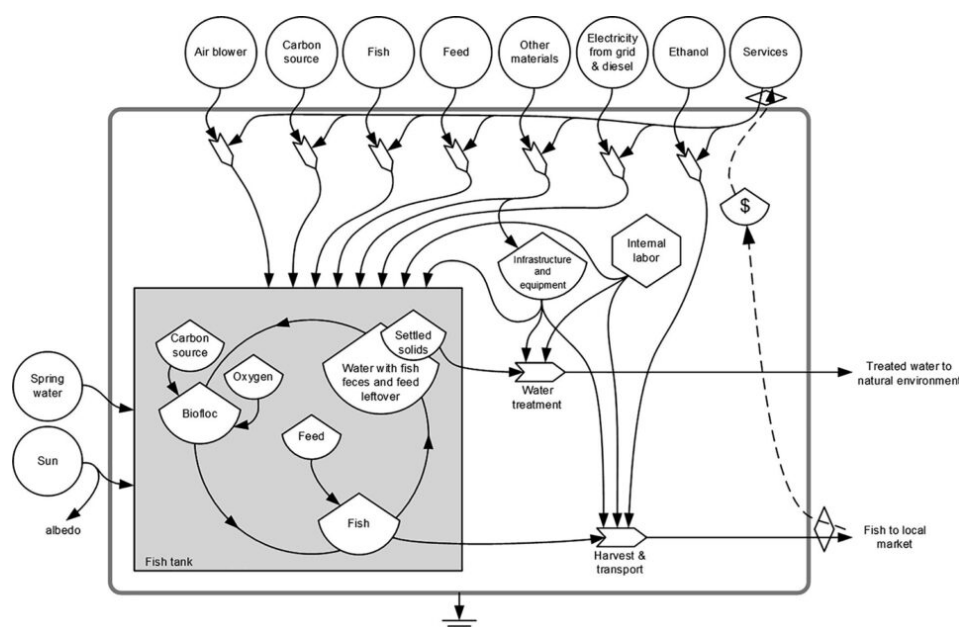 Air blower
Carbon
source
Fish
Feed
Other
materials
Electricity
from grid
& diesel
Ethanol
Services
$
Internal
labor
Infrastructure
and
equipment
Carbon
source
Oxygen
Biofloc
Settled
solids
Water with fish
feces and feed
leftover
Feed
Fish
Fish tank
Spring
water
Sun
albedo
Water
treatment
Treated water to
natural environment
Harvest &
transport
Fish to local
market